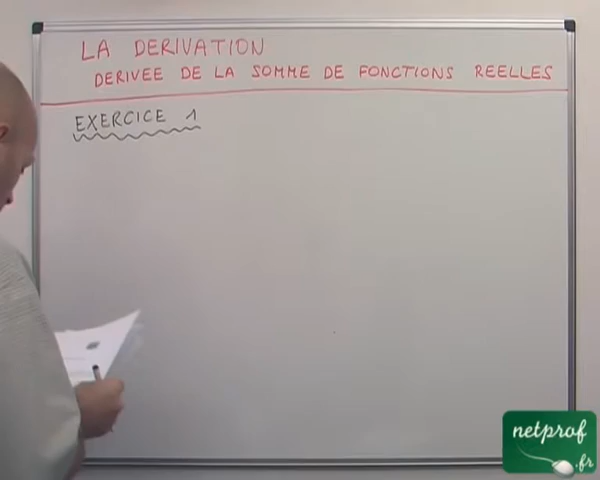 LA DERIVATION
DERIVEE DE LA SOMME DE FONCTIONS REELLES
EXERCICE 1
netprof
.fr